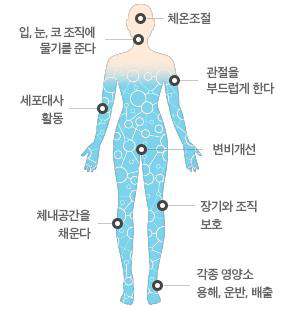 체온조절
입, 눈, 코 조직에
물기를 준다
관절을
부드럽게 한다
세포대사
활동
변비개선
체내공간을
채운다
장기와 조직
보호
각종 영양소
용해, 운반, 배출